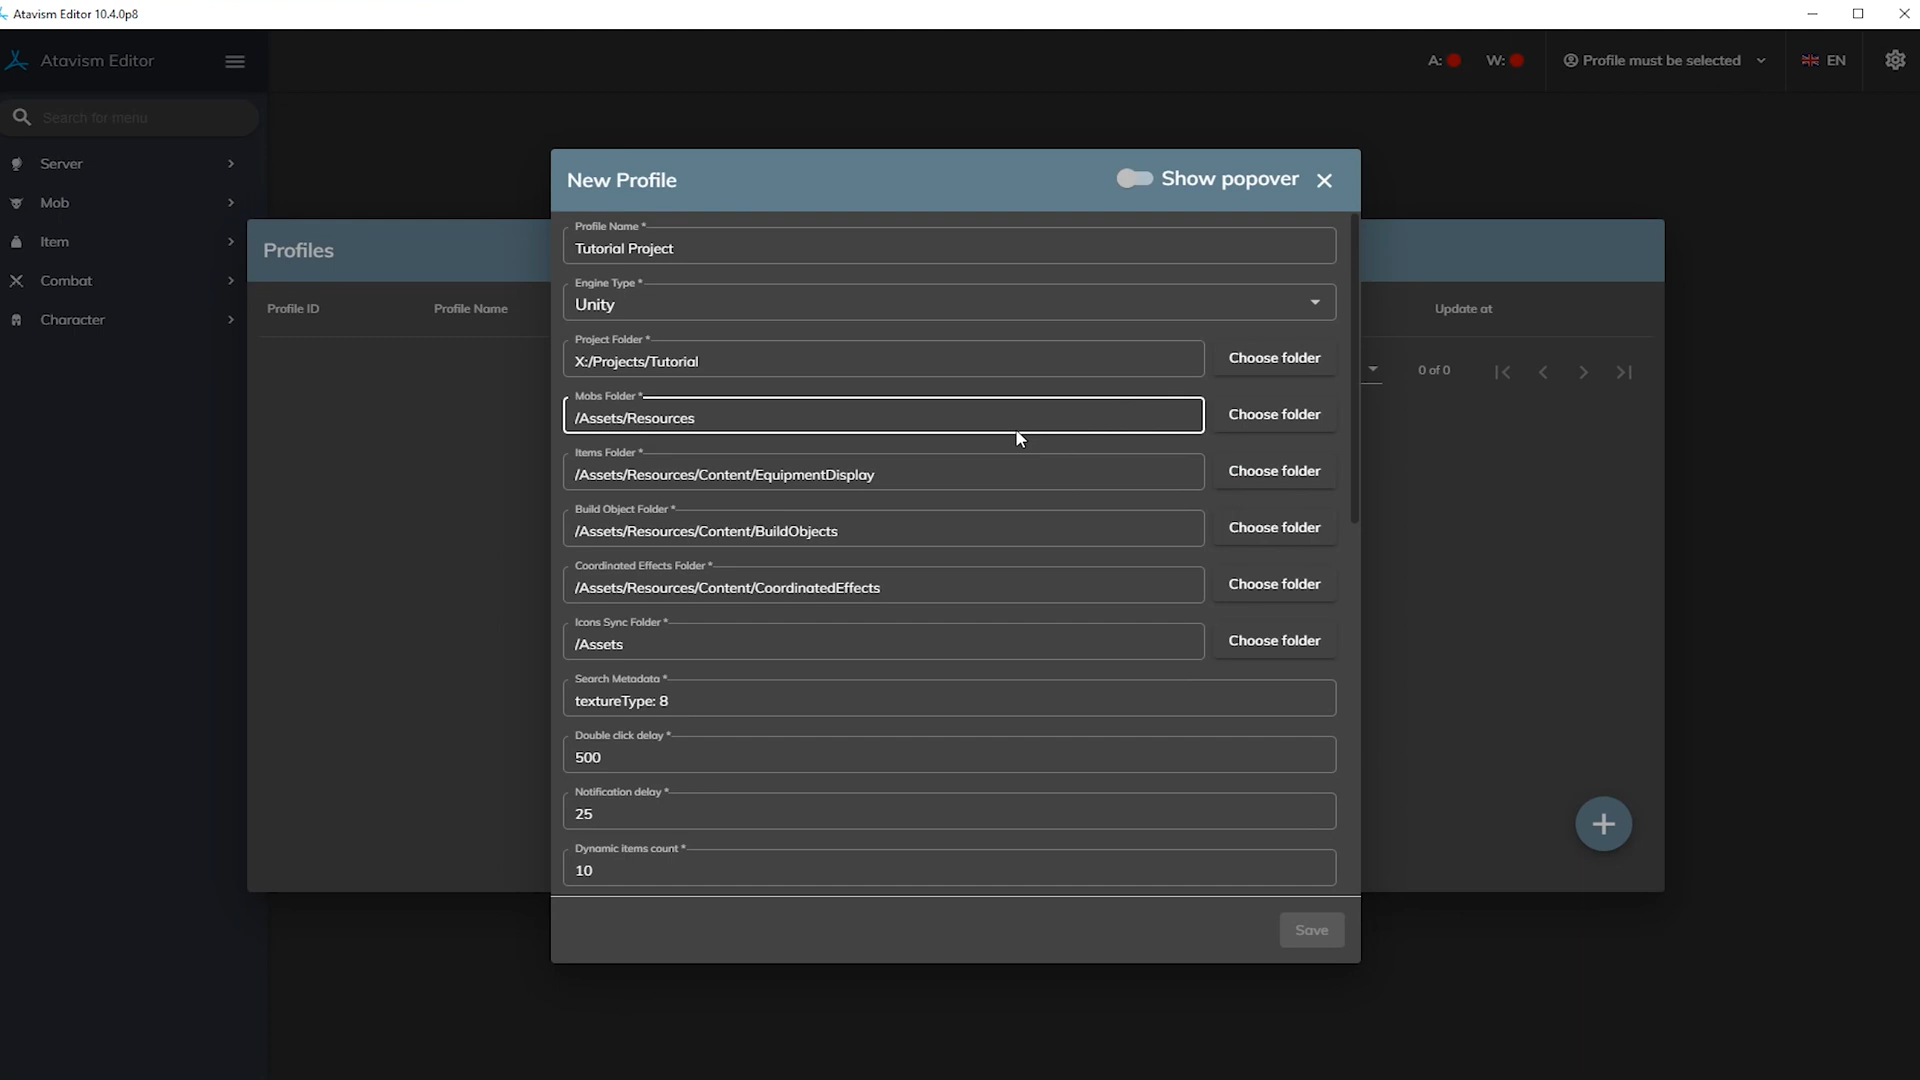 Atavism Editor 10.4.0p8
Atavism Editor
A:
W:
Profile must be selected
EN
Search for menu
Server
Mob
Item
Combat
Character
Profiles
Profile ID
Profile Name
Update at
0 of 0
New Profile
Show popover
Profile Name *
Tutorial Project
Engine Type *
Unity
Project Folder *
X:/Projects/Tutorial
Choose folder
Mobs Folder *
/Assets/Resources
Choose folder
Items Folder *
/Assets/Resources/Content/EquipmentDisplay
Choose folder
Build Object Folder *
/Assets/Resources/Content/BuildObjects
Choose folder
Coordinated Effects Folder *
/Assets/Resources/Content/CoordinatedEffects
Choose folder
Icons Sync Folder *
/Assets
Choose folder
Search Metadata *
textureType: 8
Double click delay *
500
Notification delay *
25
Dynamic items count *
10
Save